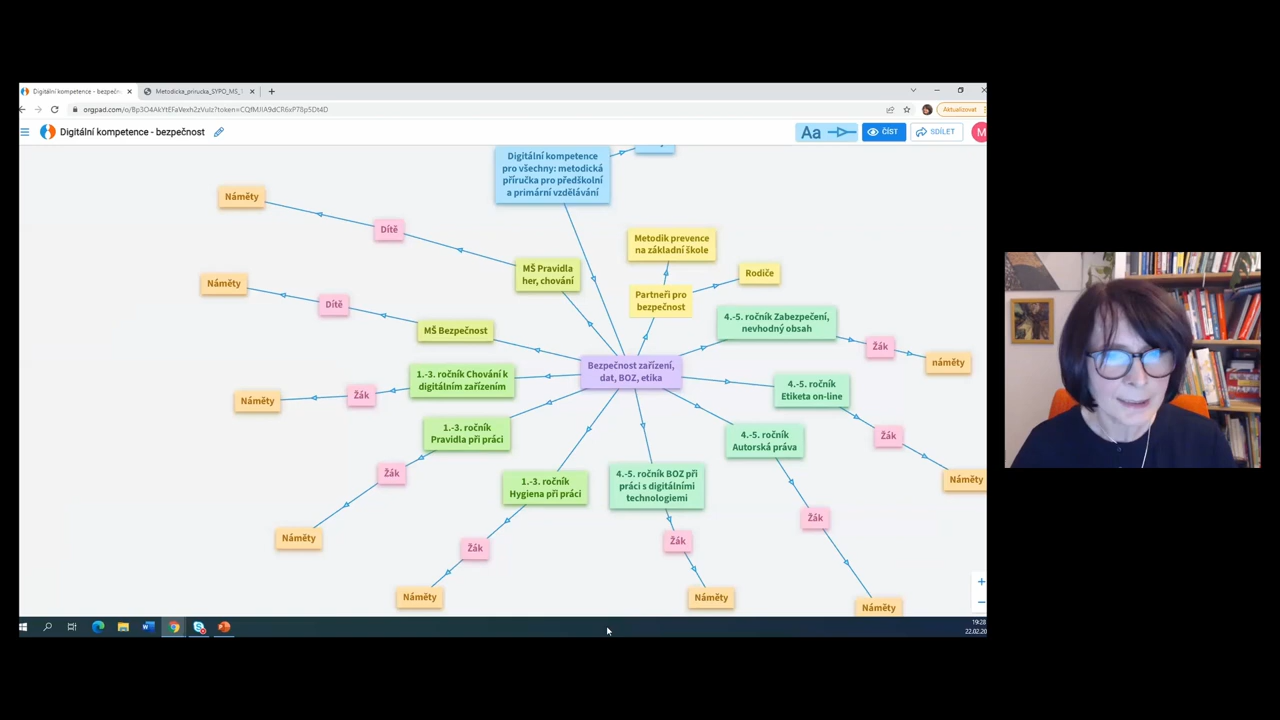 Digitální kompetence - bezpečn
Metodicka_prirucka_SYPO_MS_
Aktualizovat
Digitální kompetence - bezpečnost
Aa
ČÍST
SDÍLET
M
Digitální kompetence
pro všechny: metodická
příručka pro předškolní
a primární vzdělávání
Náměty
Dítě
Metodik prevence
na základní škole
MŠ Pravidla
her, chování
Rodiče
Náměty
Dítě
Partneři pro
bezpečnost
MŠ Bezpečnost
4.-5. ročník Zabezpečení,
nevhodný obsah
Žák
náměty
Bezpečnost zařízení,
dat, BOZ, etika
1.-3. ročník Chování k
digitálním zařízením
Žák
Náměty
4.-5. ročník
Etiketa on-line
Žák
Náměty
1.-3. ročník
Pravidla při práci
Žák
Náměty
4.-5. ročník
Autorská práva
Žák
Náměty
1.-3. ročník
Hygiena při práci
Žák
Náměty
4.-5. ročník BOZ při
práci s digitálními
technologiemi
Žák
Náměty
19:28
22.02.20